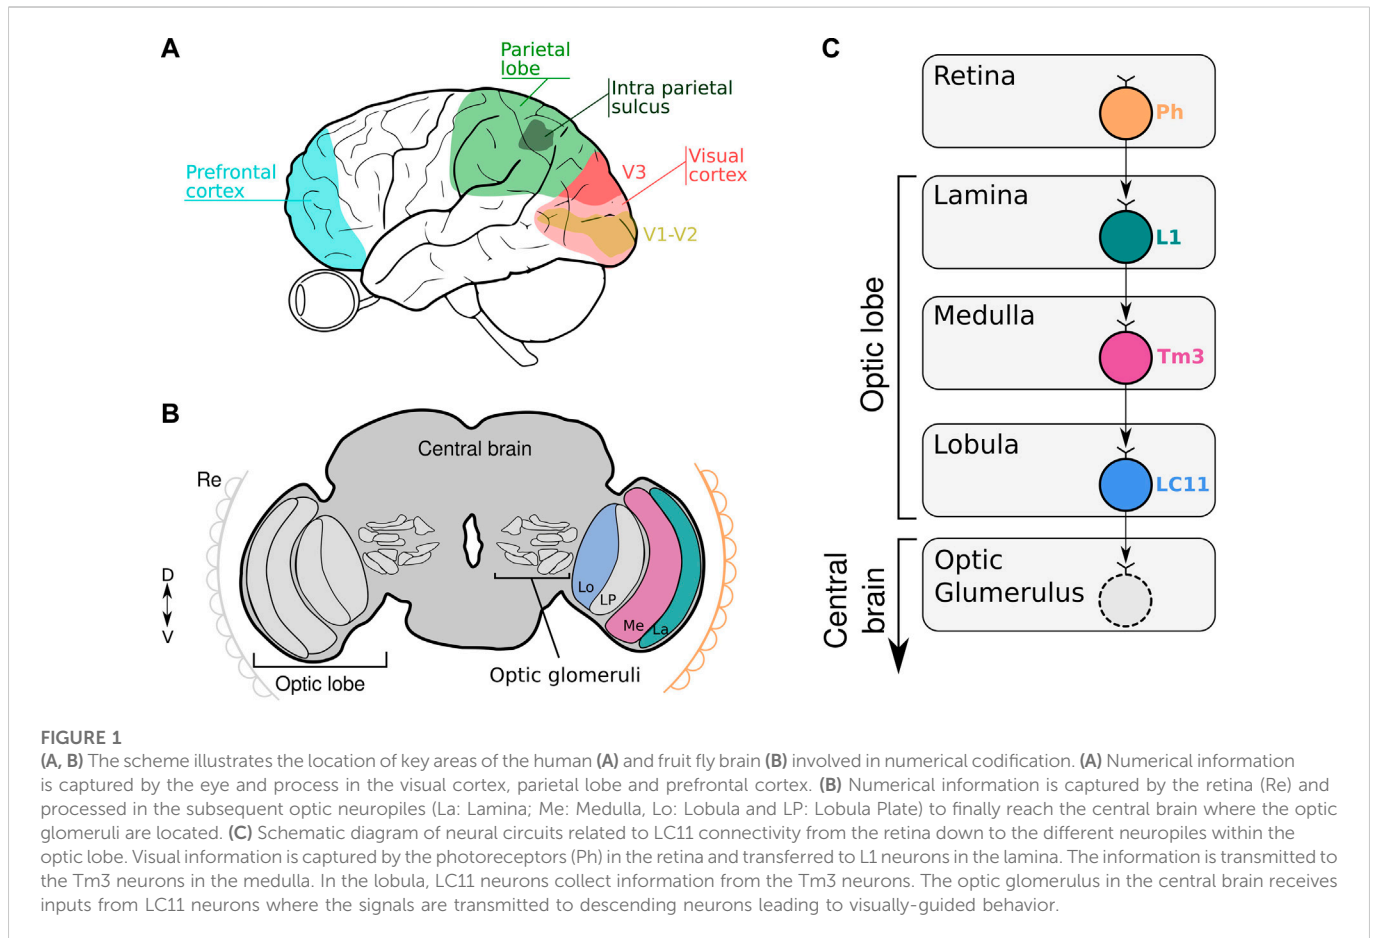 A
Parietal
lobe
Intra parietal
sulcus
Prefrontal
cortex
V3
Visual
cortex
V1-V2
B
Central brain
Re
D
V
Lo
LP
Me
La
Optic lobe
Optic glomeruli
C
Retina
Ph
Optic lobe
Lamina
L1
Medulla
Tm3
Lobula
LC11
Central
brain
Optic
Glumerulus
FIGURE 1
(A, B) The scheme illustrates the location of key areas of the human (A) and fruit fly brain (B) involved in numerical codification. (A) Numerical information
is captured by the eye and process in the visual cortex, parietal lobe and prefrontal cortex. (B) Numerical information is captured by the retina (Re) and
processed in the subsequent optic neuropiles (La: Lamina; Me: Medulla, Lo: Lobula and LP: Lobula Plate) to finally reach the central brain where the optic
glomeruli are located. (C) Schematic diagram of neural circuits related to LC11 connectivity from the retina down to the different neuropiles within the
optic lobe. Visual information is captured by the photoreceptors (Ph) in the retina and transferred to L1 neurons in the lamina. The information is transmitted to
the Tm3 neurons in the medulla. In the lobula, LC11 neurons collect information from the Tm3 neurons. The optic glomerulus in the central brain receives
inputs from LC11 neurons where the signals are transmitted to descending neurons leading to visually-guided behavior.